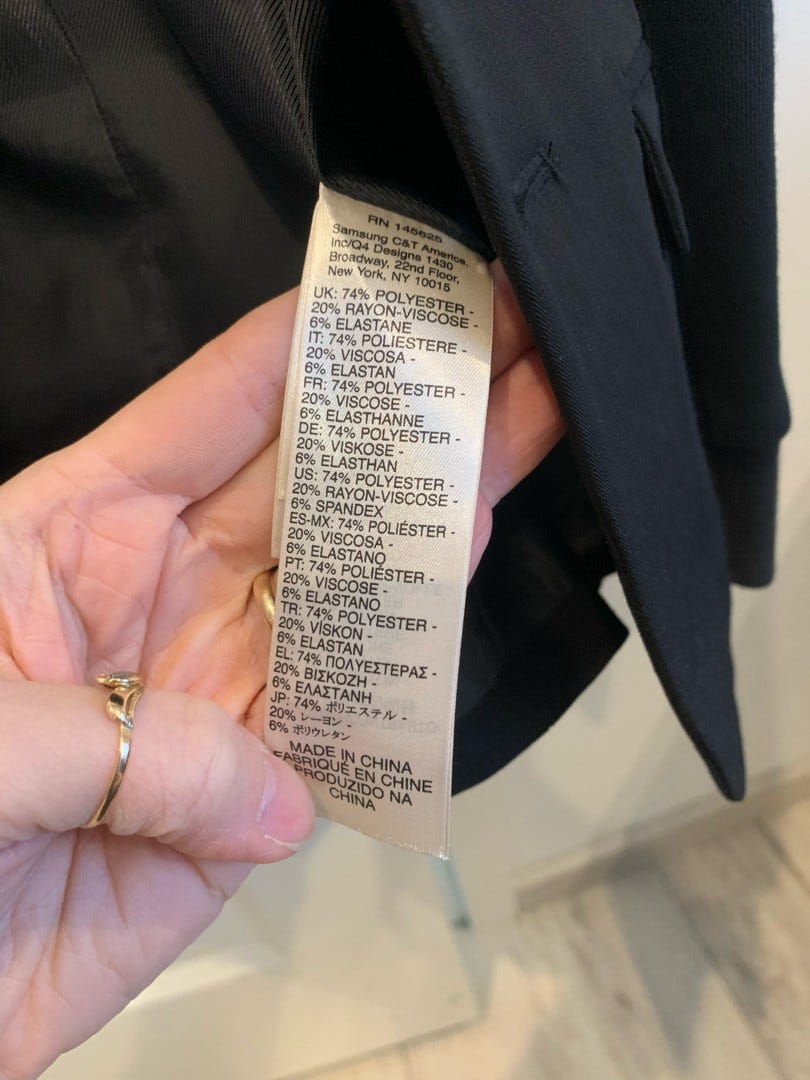 RN 145625
Samsung C&T America.
Inc/Q4 Designs 1430
Broadway, 22nd Floor,
New York, NY 10015
UK: 74% POLYESTER -
20% RAYON-VISCOSE -
6% ELASTANE
IT: 74% POLIESTERE -
20% VISCOSA -
6% ELASTAN
FR: 74% POLYESTER -
20% VISCOSE -
6% ELASTHANNE
DE: 74% POLYESTER -
20% VISKOSE -
6% ELASTHAN
US: 74% POLYESTER -
20% RAYON-VISCOSE -
6% SPANDEX
ES-MX: 74% POLIÉSTER -
20% VISCOSA -
6% ELASTANO
PT: 74% POLIÉSTER -
20% VISCOSE -
6% ELASTANO
TR: 74% POLYESTER -
20% VİSKON -
6% ELASTAN
EL: 74% ΠΟΛΥΕΣΤΕΡΑΣ -
20% ΒΙΣΚΟΖΗ -
6% ΕΛΑΣΤΑΝΗ
JP: 74% ポリエステル -
20% レーヨン -
6% ポリウレタン
MADE IN CHINA
FABRIQUÉ EN CHINE
PRODUZIDO NA
CHINA